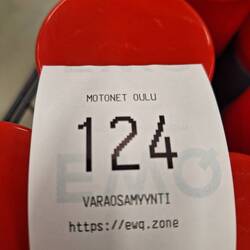 MOTONET OULU
124
VARAOSAMYYNTI
https://ewq.zone